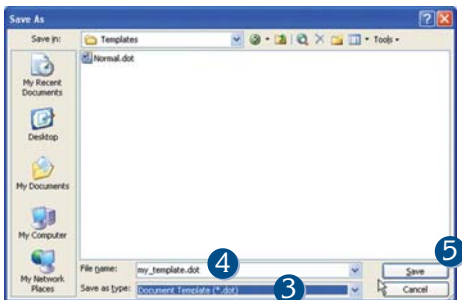 Save As
Save in:
Templates
Tools
Normal.dot
My Recent
Documents
Desktop
My Documents
My Computer
My Network
Places
File name:
my_template.dot
4
Save as type:
Document Template (*.dot)
3
5
Save
Cancel